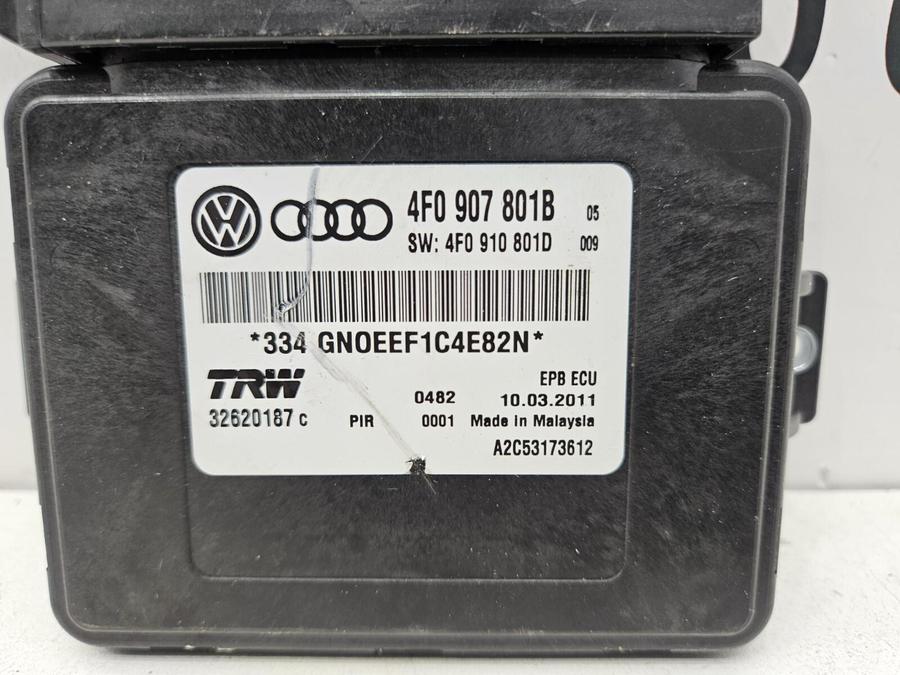 4F0 907 801B 05
SW: 4F0 910 801D 009
*334 GN0EEF1C4E82N*
TRW EPB ECU
0482 10.03.2011
32620187 c PIR 0001 Made in Malaysia
A2C53173612